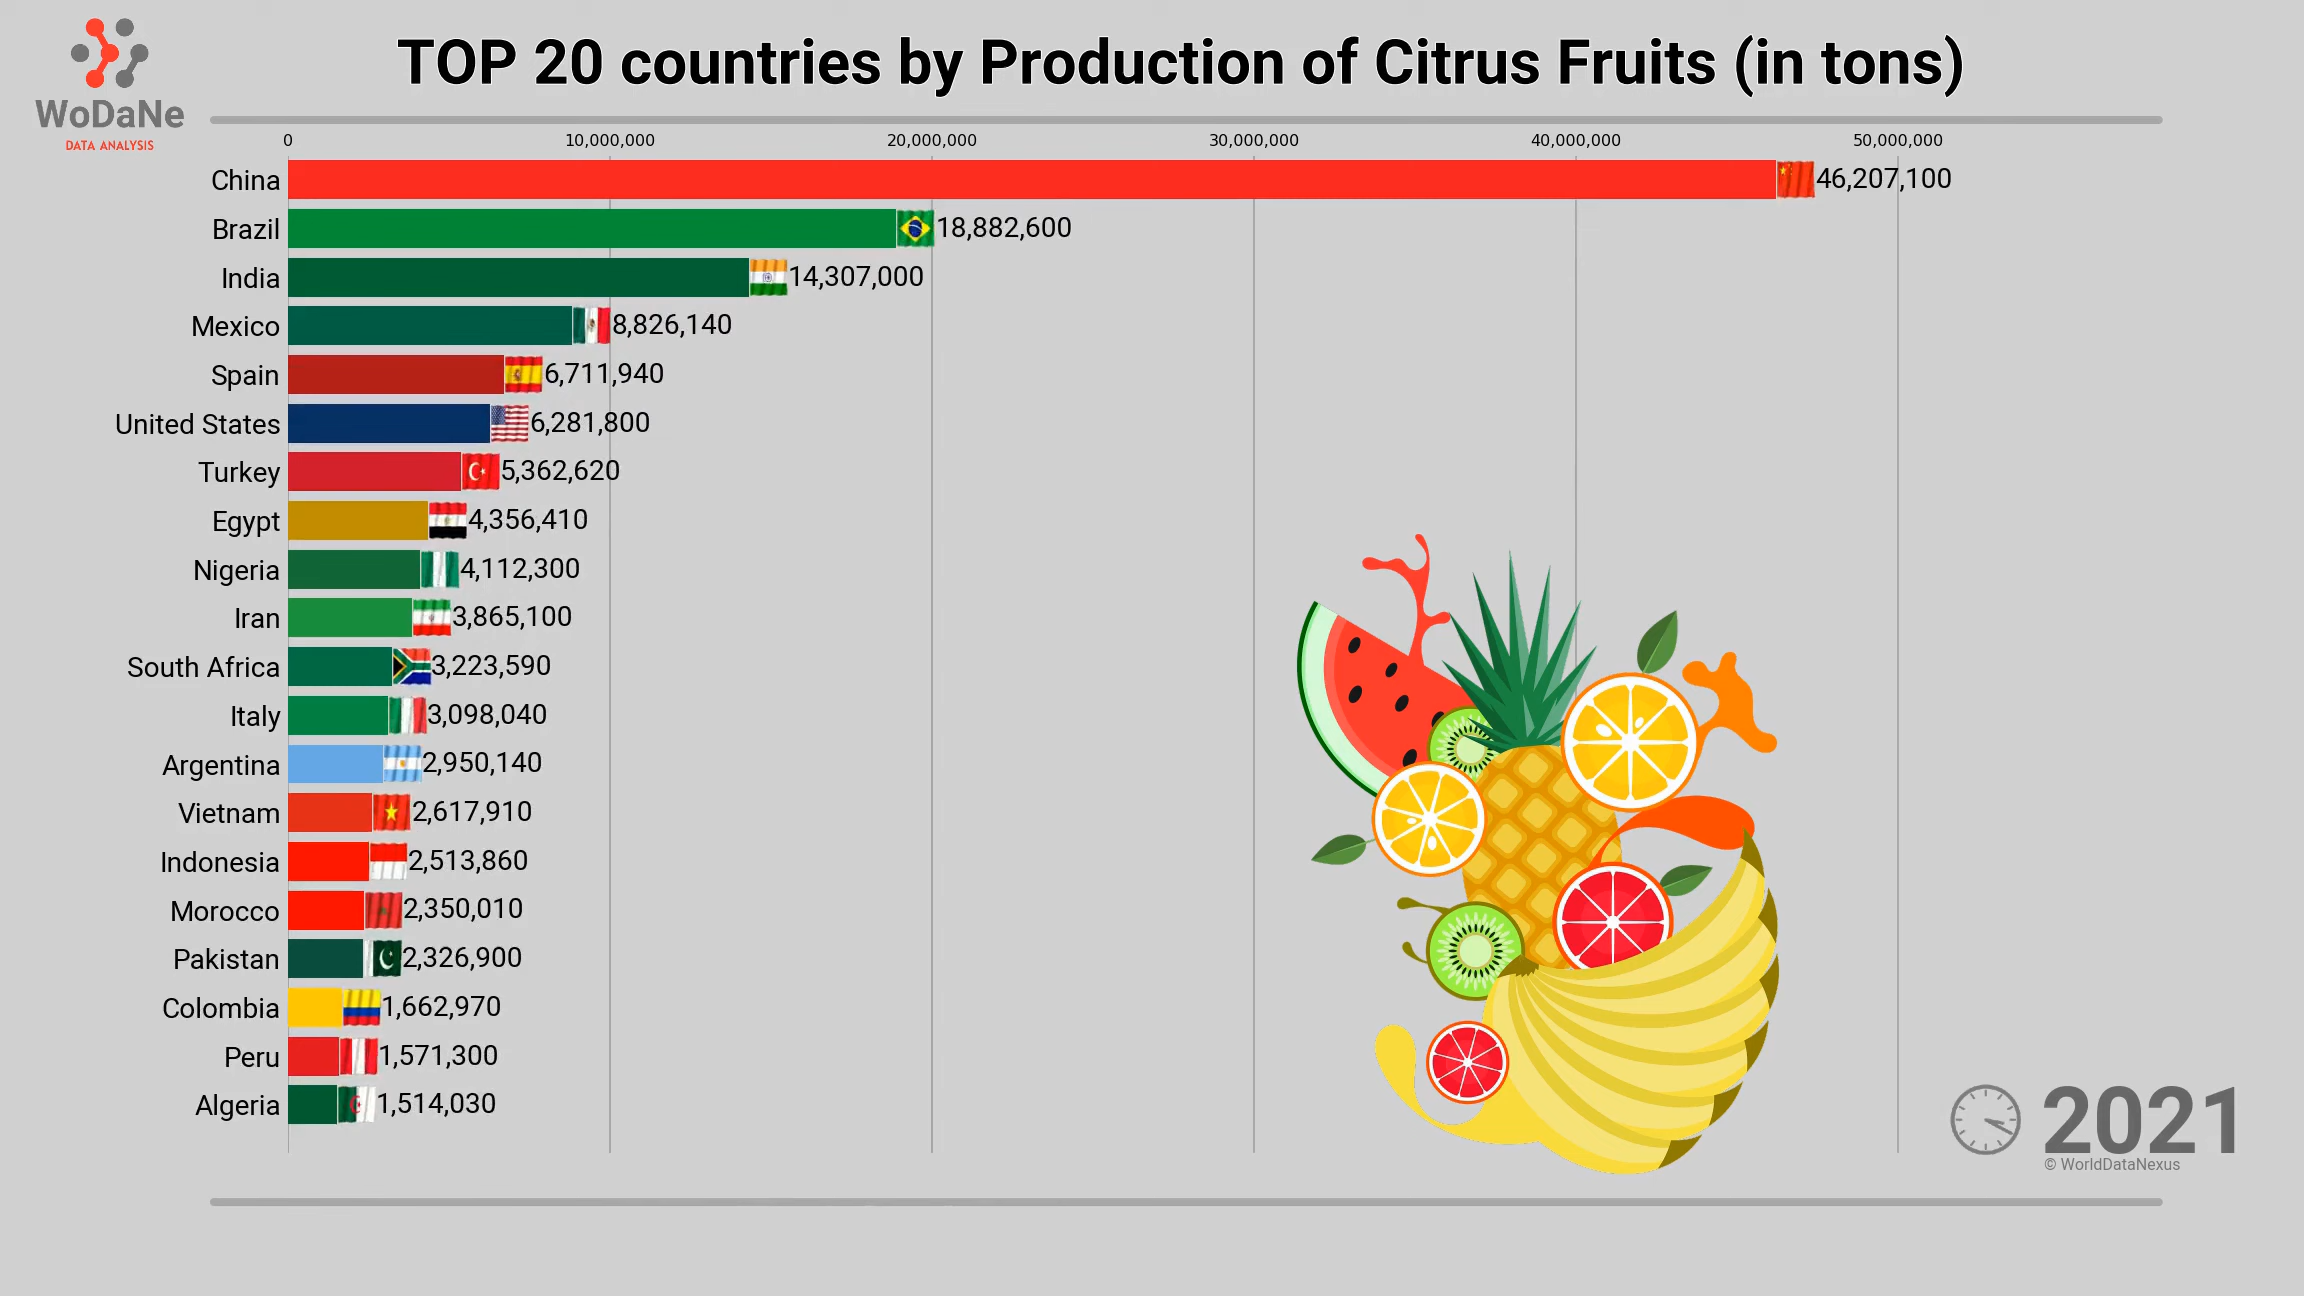 WoDaNe
DATA ANALYSIS
TOP 20 countries by Production of Citrus Fruits (in tons)
0 10,000,000 20,000,000 30,000,000 40,000,000 50,000,000
China 46,207,100
Brazil 18,882,600
India 14,307,000
Mexico 8,826,140
Spain 6,711,940
United States 6,281,800
Turkey 5,362,620
Egypt 4,356,410
Nigeria 4,112,300
Iran 3,865,100
South Africa 3,223,590
Italy 3,098,040
Argentina 2,950,140
Vietnam 2,617,910
Indonesia 2,513,860
Morocco 2,350,010
Pakistan 2,326,900
Colombia 1,662,970
Peru 1,571,300
Algeria 1,514,030
2021
© WorldDataNexus